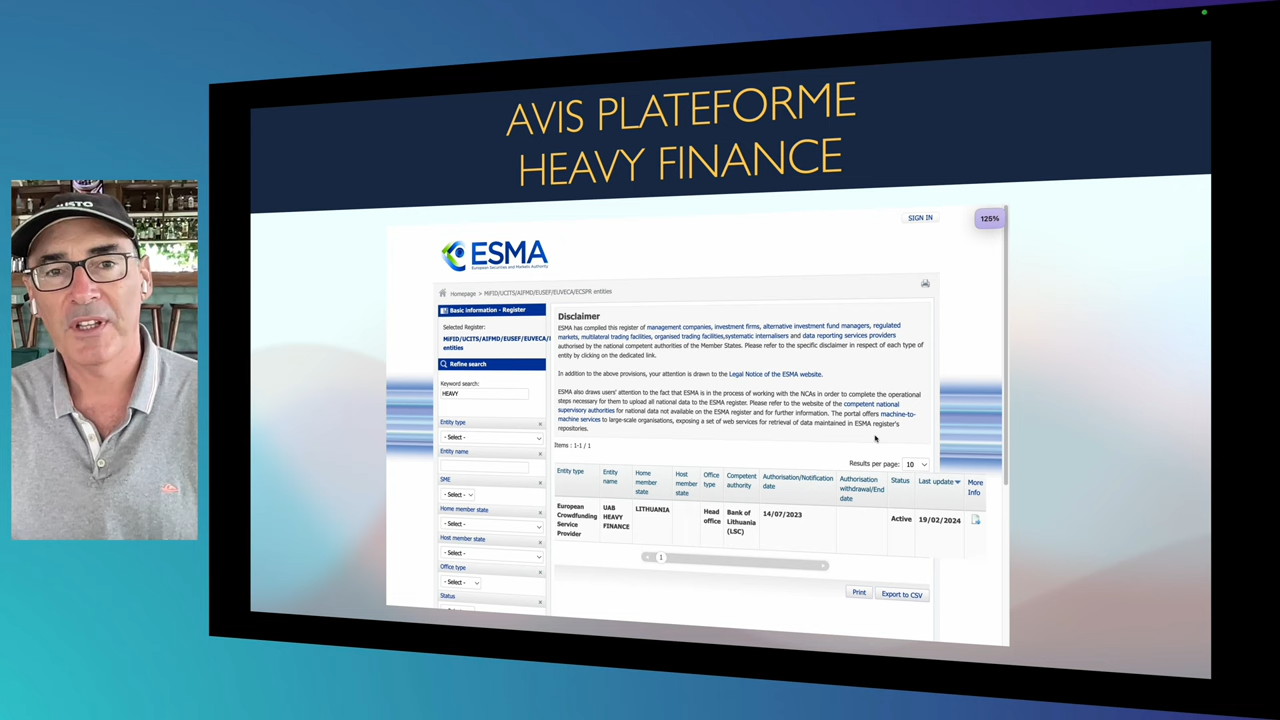 AVIS PLATEFORME
HEAVY FINANCE
SIGN IN
125%
ESMA
European Securities and Markets Authority
Homepage > MIFID/UCITS/AIFMD/EUSEF/EUVECA/ECSPR entities
Basic information - Register
Selected Register:
MiFID/UCITS/AIFMD/EUSEF/EUVECA/
entities
Refine search
Keyword search:
HEAVY
Entity type
- Select -
Entity name
SME
- Select -
Home member state
- Select -
Host member state
- Select -
Office type
- Select -
Status
Disclaimer
ESMA has compiled this register of management companies, investment firms, alternative investment fund managers, regulated
markets, multilateral trading facilities, organised trading facilities,systematic internalisers and data reporting services providers
authorised by the national competent authorities of the Member States. Please refer to the specific disclaimer in respect of each type of
entity by clicking on the dedicated link.
In addition to the above provisions, your attention is drawn to the Legal Notice of the ESMA website.
ESMA also draws users' attention to the fact that ESMA is in the process of working with the NCAs in order to complete the operational
steps necessary for them to upload all national data to the ESMA register. Please refer to the website of the competent national
supervisory authorities for national data not available on the ESMA register and for further information. The portal offers machine-to-
machine services to large-scale organisations, exposing a set of web services for retrieval of data maintained in ESMA register's
repositories.
Items : 1-1 / 1
Results per page: 10
Entity type Entity name Home member state Host member state Office type Competent authority Authorisation/Notification date Authorisation withdrawal/End date Status Last update More Info
European Crowdfunding Service Provider UAB HEAVY FINANCE LITHUANIA Head office Bank of Lithuania (LSC) 14/07/2023 Active 19/02/2024
1
Print Export to CSV